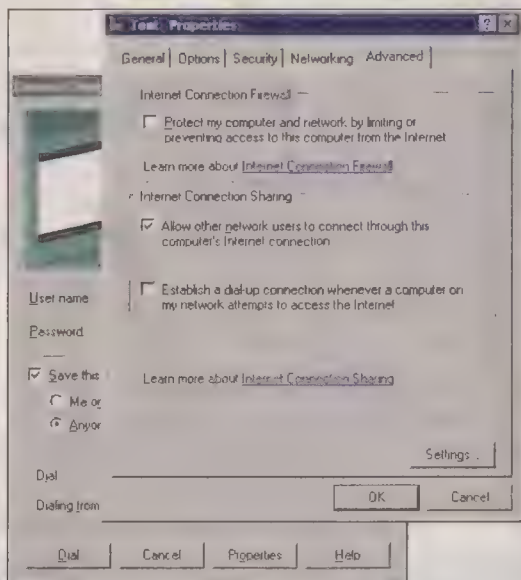 Test Properties
General Options Security Networking Advanced
Internet Connection Firewall
Protect my computer and network by limiting or
preventing access to this computer from the Internet
Learn more about Internet Connection Firewall
Internet Connection Sharing
Allow other network users to connect through this
computer's Internet connection
Establish a dial-up connection whenever a computer on
my network attempts to access the Internet
Learn more about Internet Connection Sharing
Settings...
OK Cancel
User name
Password
Save this
Me or
Anyon
Dial
Dialing from
Dial Cancel Properties Help